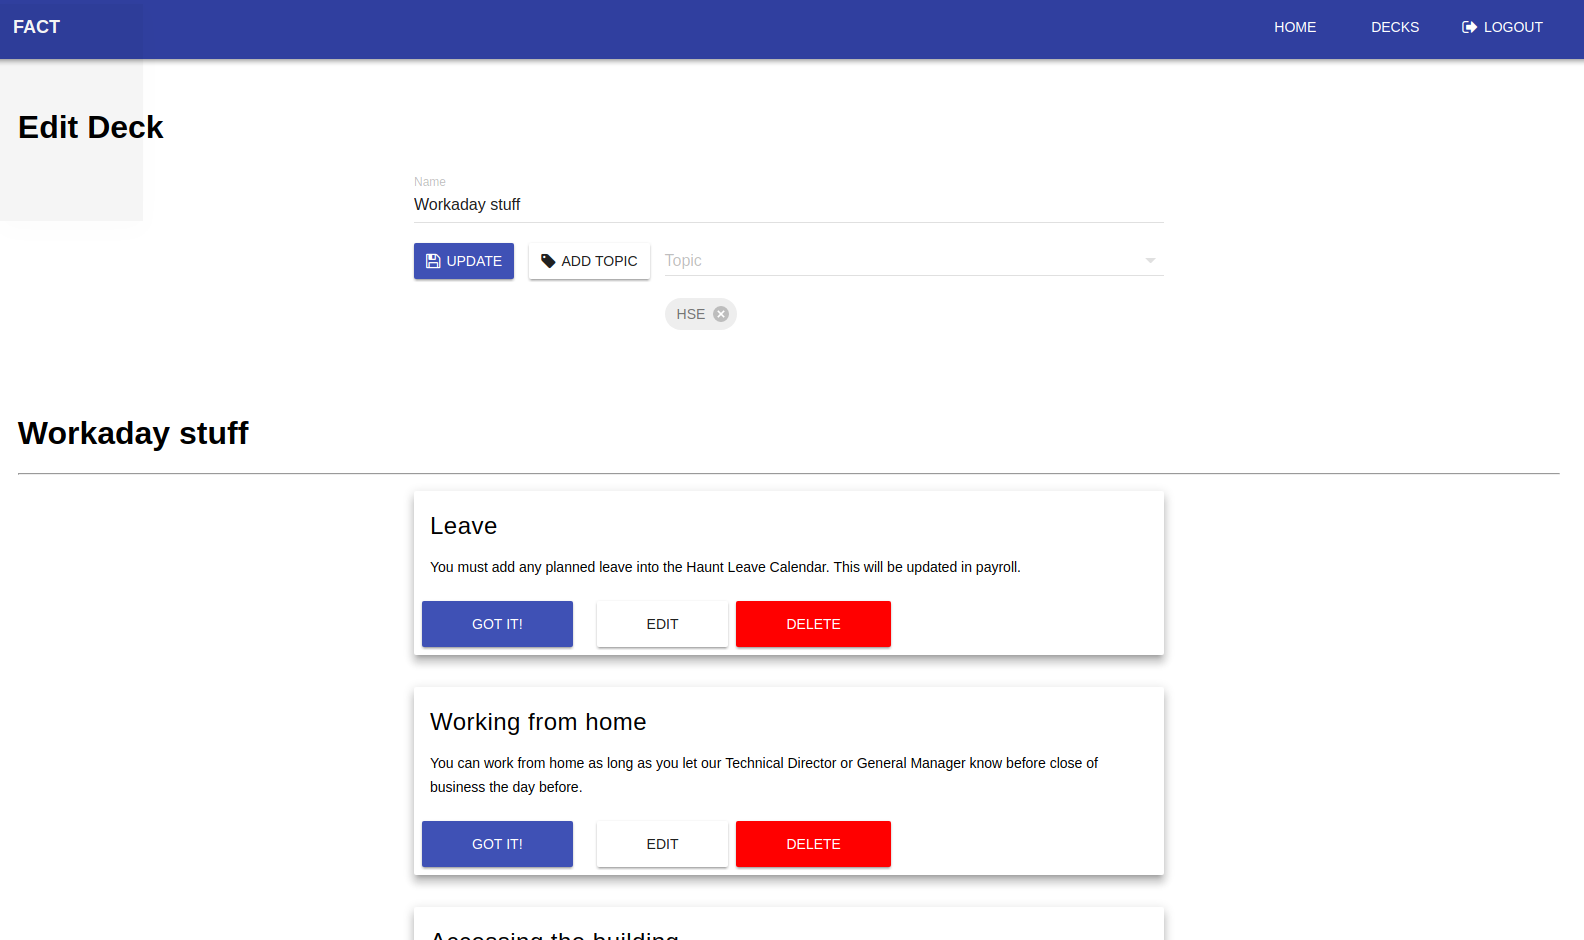 FACT
HOME
DECKS
LOGOUT
Edit Deck
Name
Workaday stuff
UPDATE
ADD TOPIC
Topic
HSE
Workaday stuff
Leave
You must add any planned leave into the Haunt Leave Calendar. This will be updated in payroll.
GOT IT!
EDIT
DELETE
Working from home
You can work from home as long as you let our Technical Director or General Manager know before close of
business the day before.
GOT IT!
EDIT
DELETE
Accessing the building